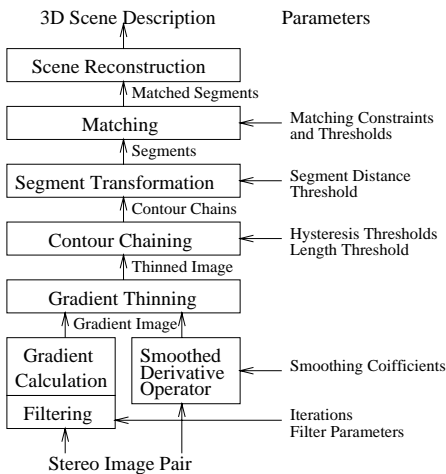 3D Scene Description
Parameters
Scene Reconstruction
Matched Segments
Matching
Matching Constraints
and Thresholds
Segments
Segment Transformation
Segment Distance
Threshold
Contour Chains
Contour Chaining
Hysteresis Thresholds
Length Threshold
Thinned Image
Gradient Thinning
Gradient Image
Gradient
Calculation
Smoothed
Derivative
Operator
Smoothing Coifficients
Filtering
Iterations
Filter Parameters
Stereo Image Pair